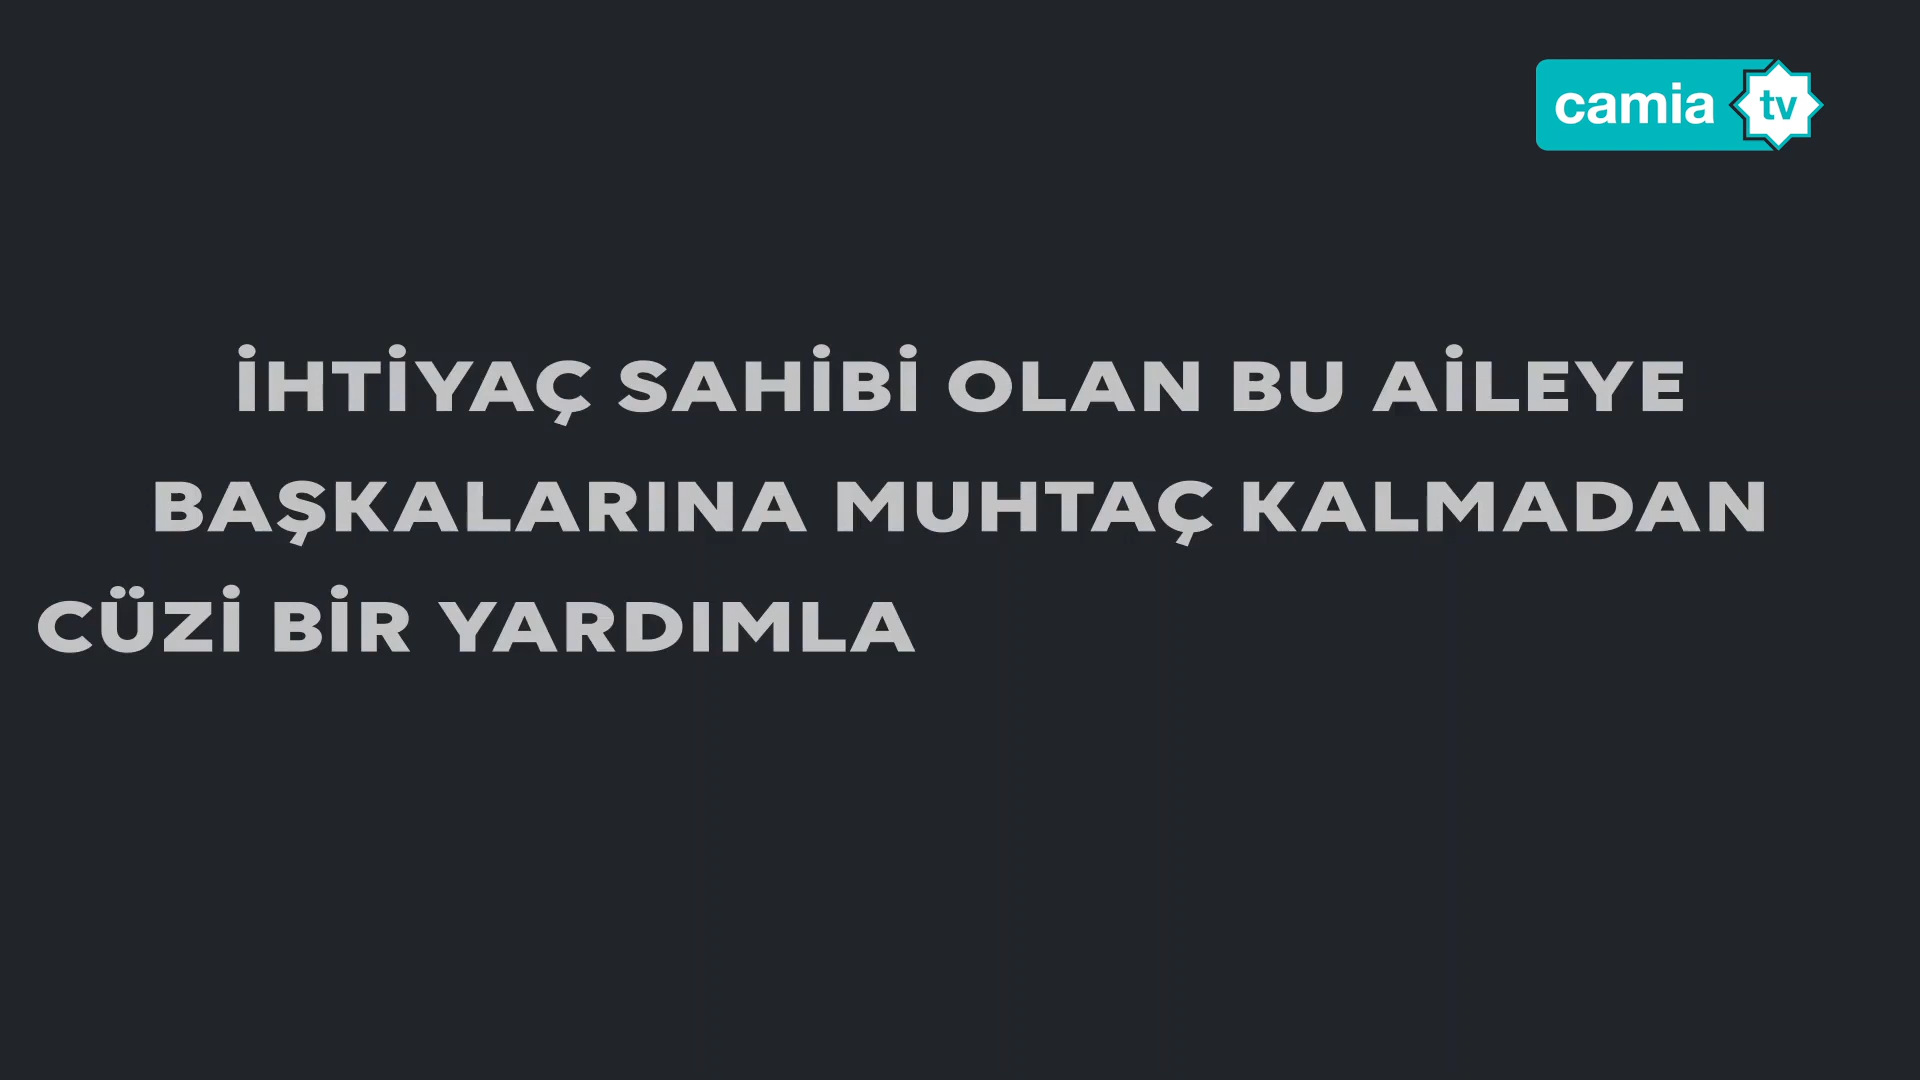 camia tv
İHTİYAÇ SAHİBİ OLAN BU AİLEYE
BAŞKALARINA MUHTAÇ KALMADAN
CÜZİ BİR YARDIMLA